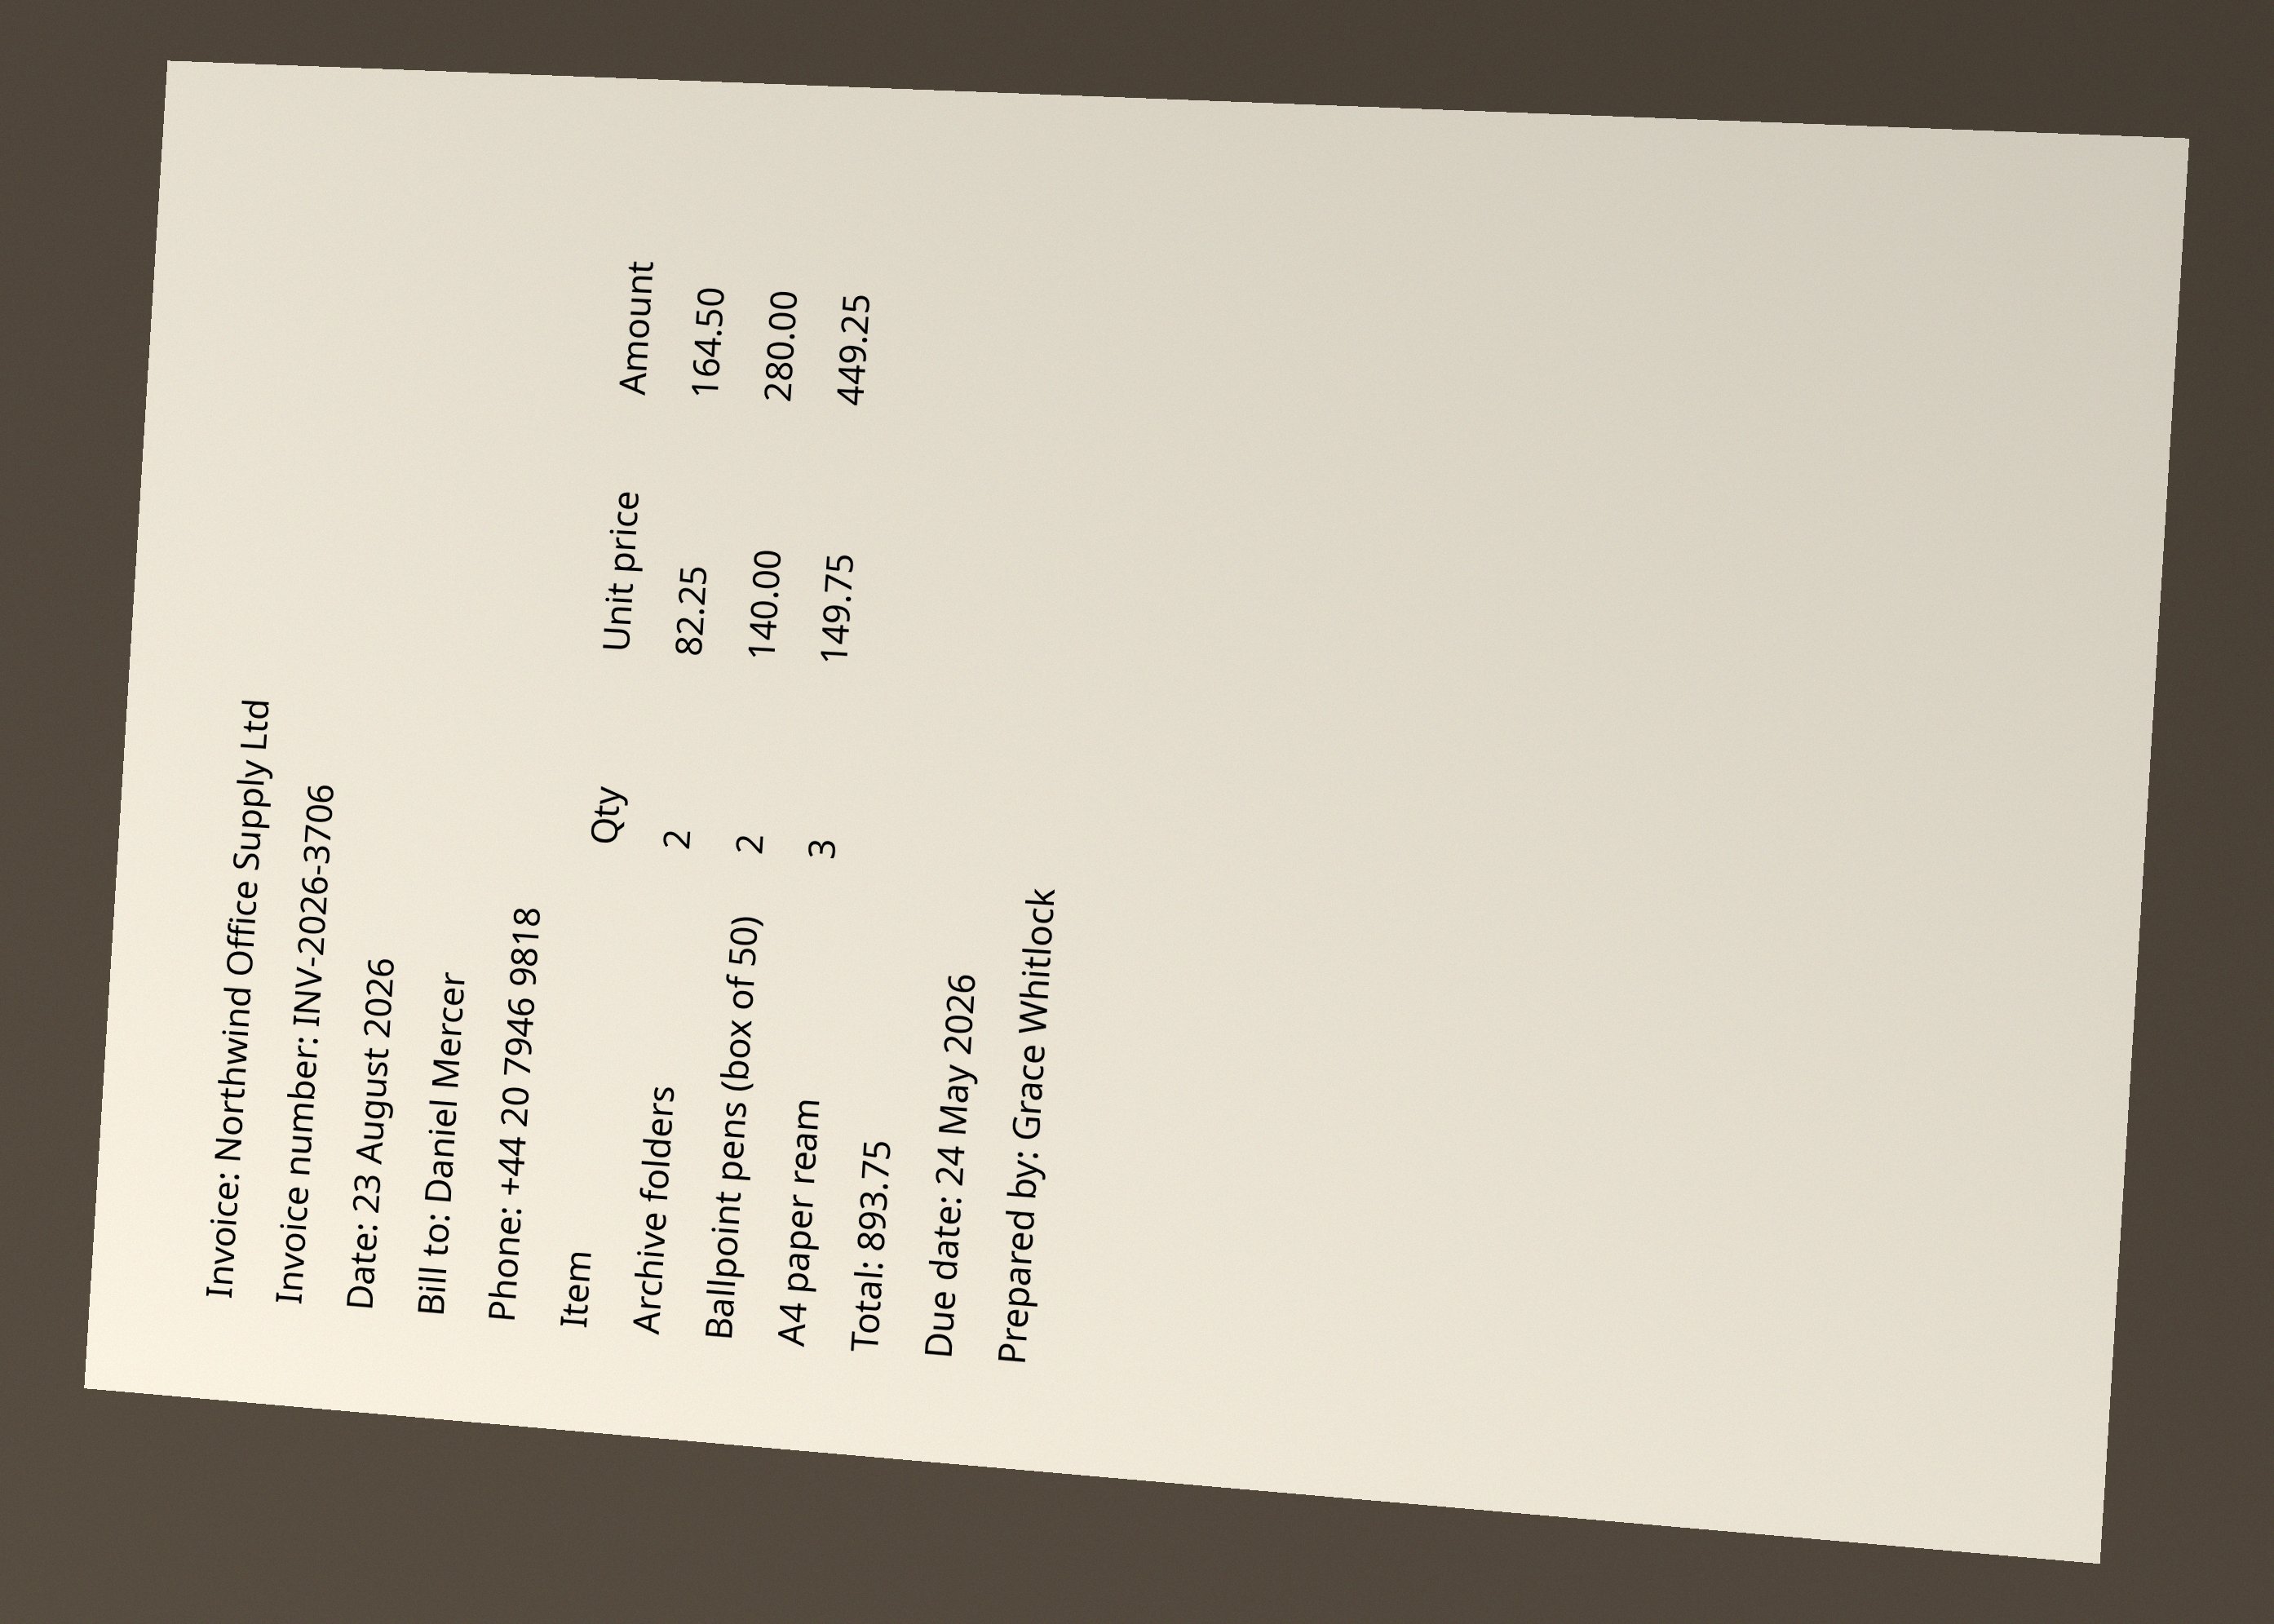 Invoice: Northwind Office Supply Ltd
Invoice number: INV-2026-3706
Date: 23 August 2026
Bill to: Daniel Mercer
Phone: +44 20 7946 9818
Item Qty Unit price Amount
Archive folders 2 82.25 164.50
Ballpoint pens (box of 50) 2 140.00 280.00
A4 paper ream 3 149.75 449.25
Total: 893.75
Due date: 24 May 2026
Prepared by: Grace Whitlock